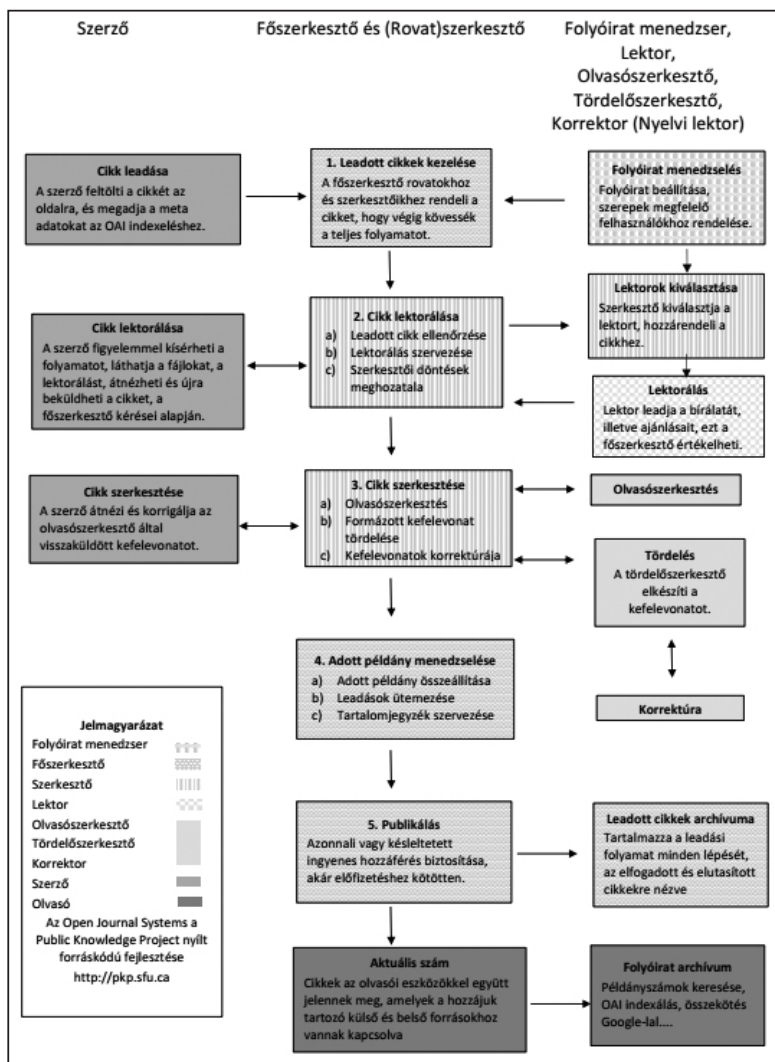 Szerző
Főszerkesztő és (Rovat)szerkesztő
Folyóirat menedzser,
Lektor,
Olvasószerkesztő,
Tördelőszerkesztő,
Korrektor (Nyelvi lektor)
Cikk leadása
A szerző feltölti a cikkét az
oldalra, és megadja a meta
adatokat az OAI indexeléshez.
1. Leadott cikkek kezelése
A főszerkesztő rovatokhoz
és szerkesztőikhez rendeli a
cikket, hogy végig kövessék
a teljes folyamatot.
Folyóirat menedzselés
Folyóirat beállítása,
szerepek megfelelő
felhasználókhoz rendelése.
Lektorok kiválasztása
Szerkesztő kiválasztja a
lektort, hozzárendeli a
cikkhez.
Cikk lektorálása
A szerző figyelemmel kísérheti a
folyamatot, láthatja a fájlokat, a
lektorálást, átnézheti és újra
beküldheti a cikket, a
főszerkesztő kérései alapján.
2. Cikk lektorálása
a) Leadott cikk ellenőrzése
b) Lektorálás szervezése
c) Szerkesztői döntések
meghozatala
Lektorálás
Lektor leadja a bírálatát,
illetve ajánlásait, ezt a
főszerkesztő értékelheti.
Cikk szerkesztése
A szerző átnézi és korrigálja az
olvasószerkesztő által
visszaküldött kefelevonatot.
3. Cikk szerkesztése
a) Olvasószerkesztés
b) Formázott kefelevonat
tördelése
c) Kefelevonatok korrektúrája
Olvasószerkesztés
Tördelés
A tördelőszerkesztő
elkészíti a
kefelevonatot.
4. Adott példány menedzselése
a) Adott példány összeállítása
b) Leadások ütemezése
c) Tartalomjegyzék szervezése
Korrektúra
Jelmagyarázat
Folyóirat menedzser
Főszerkesztő
Szerkesztő
Lektor
Olvasószerkesztő
Tördelőszerkesztő
Korrektor
Szerző
Olvasó
Az Open Journal Systems a
Public Knowledge Project nyílt
forráskódú fejlesztése
http://pkp.sfu.ca
5. Publikálás
Azonnali vagy késleltetett
ingyenes hozzáférés biztosítása,
akár előfizetéshez kötötten.
Leadott cikkek archívuma
Tartalmazza a leadási
folyamat minden lépését,
az elfogadott és elutasított
cikkekre nézve
Aktuális szám
Cikkek az olvasói eszközökkel együtt
jelennek meg, amelyek a hozzájuk
tartozó külső és belső forrásokhoz
vannak kapcsolva
Folyóirat archívum
Példányszámok keresése,
OAI indexálás, összekötés
Google-lal....